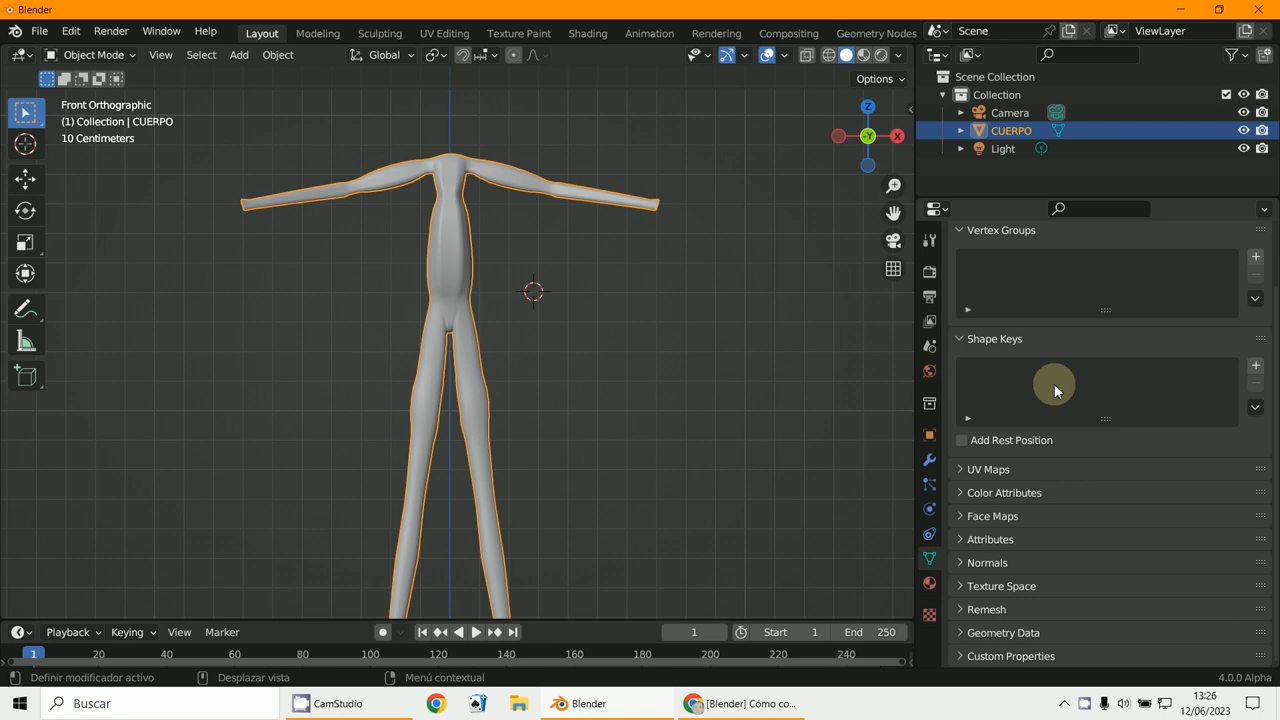 Blender
File Edit Render Window Help Layout Modeling Sculpting UV Editing Texture Paint Shading Animation Rendering Compositing Geometry Nodes Scene ViewLayer
Object Mode View Select Add Object Global
Options
Front Orthographic
(1) Collection | CUERPO
10 Centimeters
Z
X
-Y
Scene Collection
Collection
Camera
CUERPO
Light
Vertex Groups
Shape Keys
Add Rest Position
UV Maps
Color Attributes
Face Maps
Attributes
Normals
Texture Space
Remesh
Geometry Data
Custom Properties
Playback Keying View Marker 1 Start 1 End 250
1 20 40 60 80 100 120 140 160 180 200 220 240
Definir modificador activo Desplazar vista Menú contextual 4.0.0 Alpha
Buscar CamStudio Blender [Blender] Cómo co...
13:26
12/06/2023